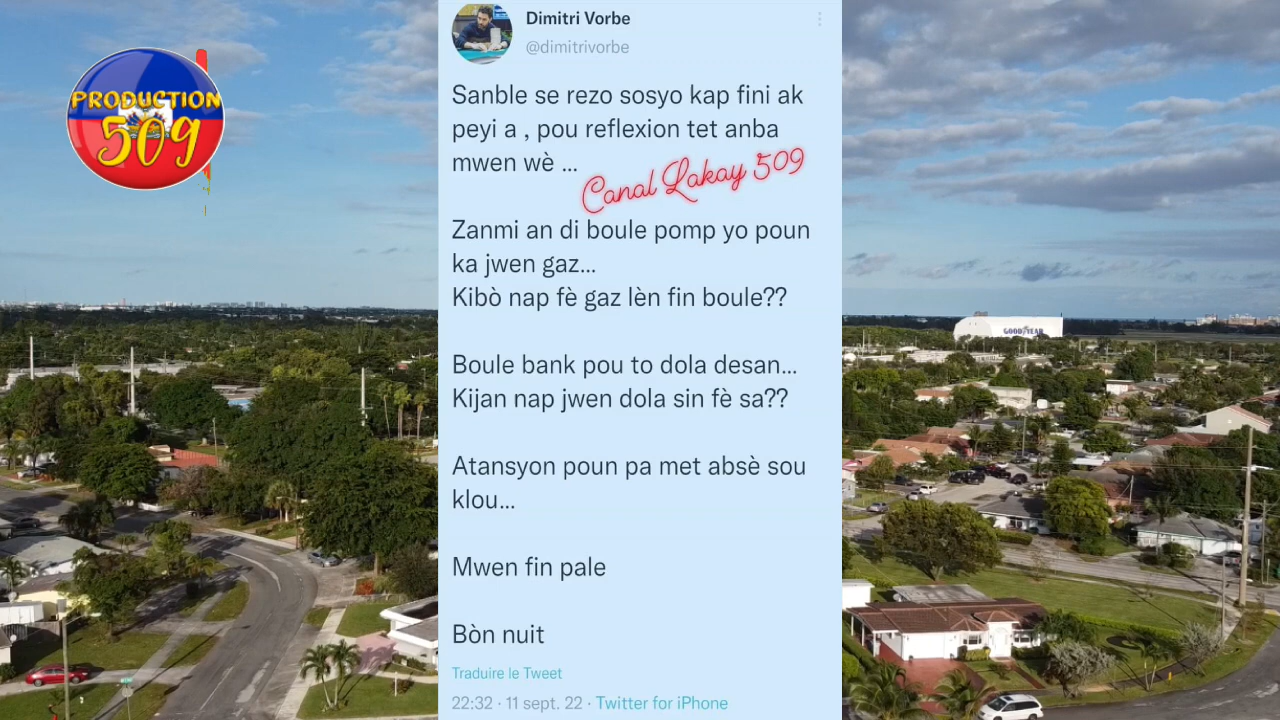 PRODUCTION
509
Dimitri Vorbe
@dimitrivorbe
Sanble se rezo sosyo kap fini ak
peyi a , pou reflexion tet anba
mwen wè ...
Canal Lakay 509
Zanmi an di boule pomp yo poun
ka jwen gaz...
Kibò nap fè gaz lèn fin boule??
Boule bank pou to dola desan...
Kijan nap jwen dola sin fè sa??
Atansyon poun pa met absè sou
klou...
Mwen fin pale
Bòn nuit
Traduire le Tweet
22:32 · 11 sept. 22 · Twitter for iPhone
GOODYEAR